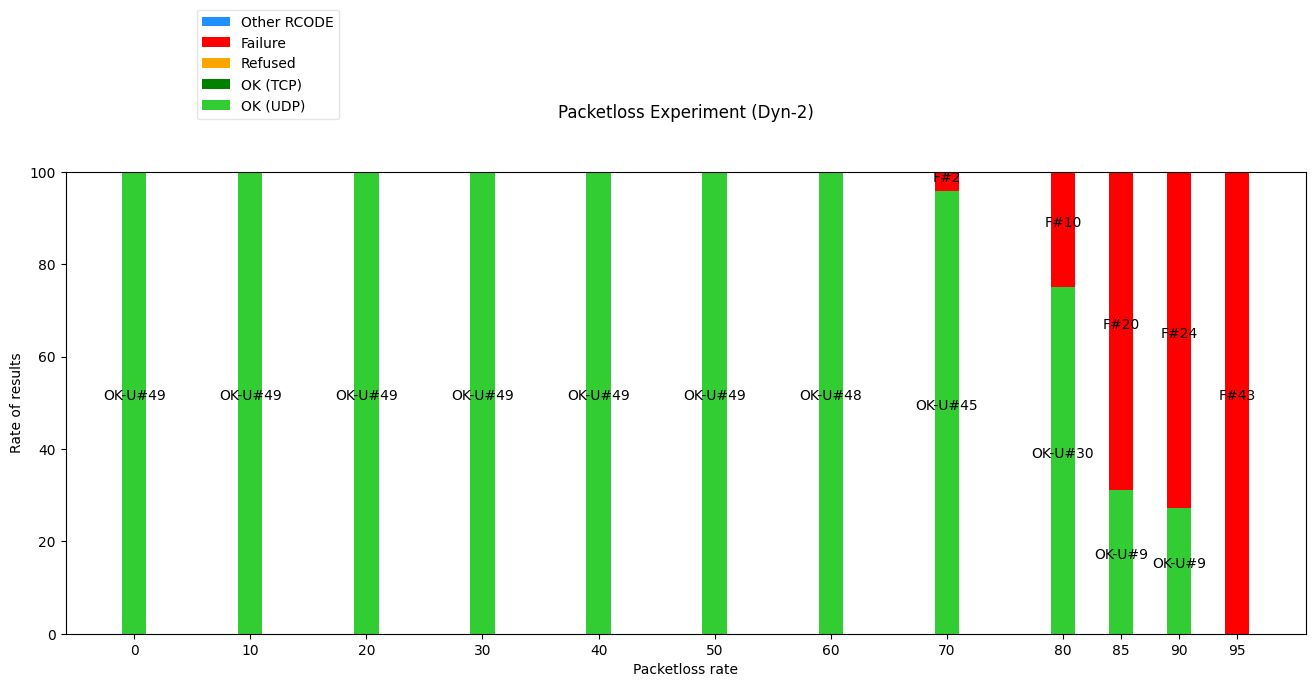 Other RCODE
Failure
Refused
OK (TCP)
OK (UDP)
Packetloss Experiment (Dyn-2)
Rate of results
100
80
60
40
20
0
OK-U#49
OK-U#49
OK-U#49
OK-U#49
OK-U#49
OK-U#49
OK-U#48
F#2
OK-U#45
F#10
OK-U#30
F#20
OK-U#9
F#24
OK-U#9
F#43
0 10 20 30 40 50 60 70 80 85 90 95
Packetloss rate